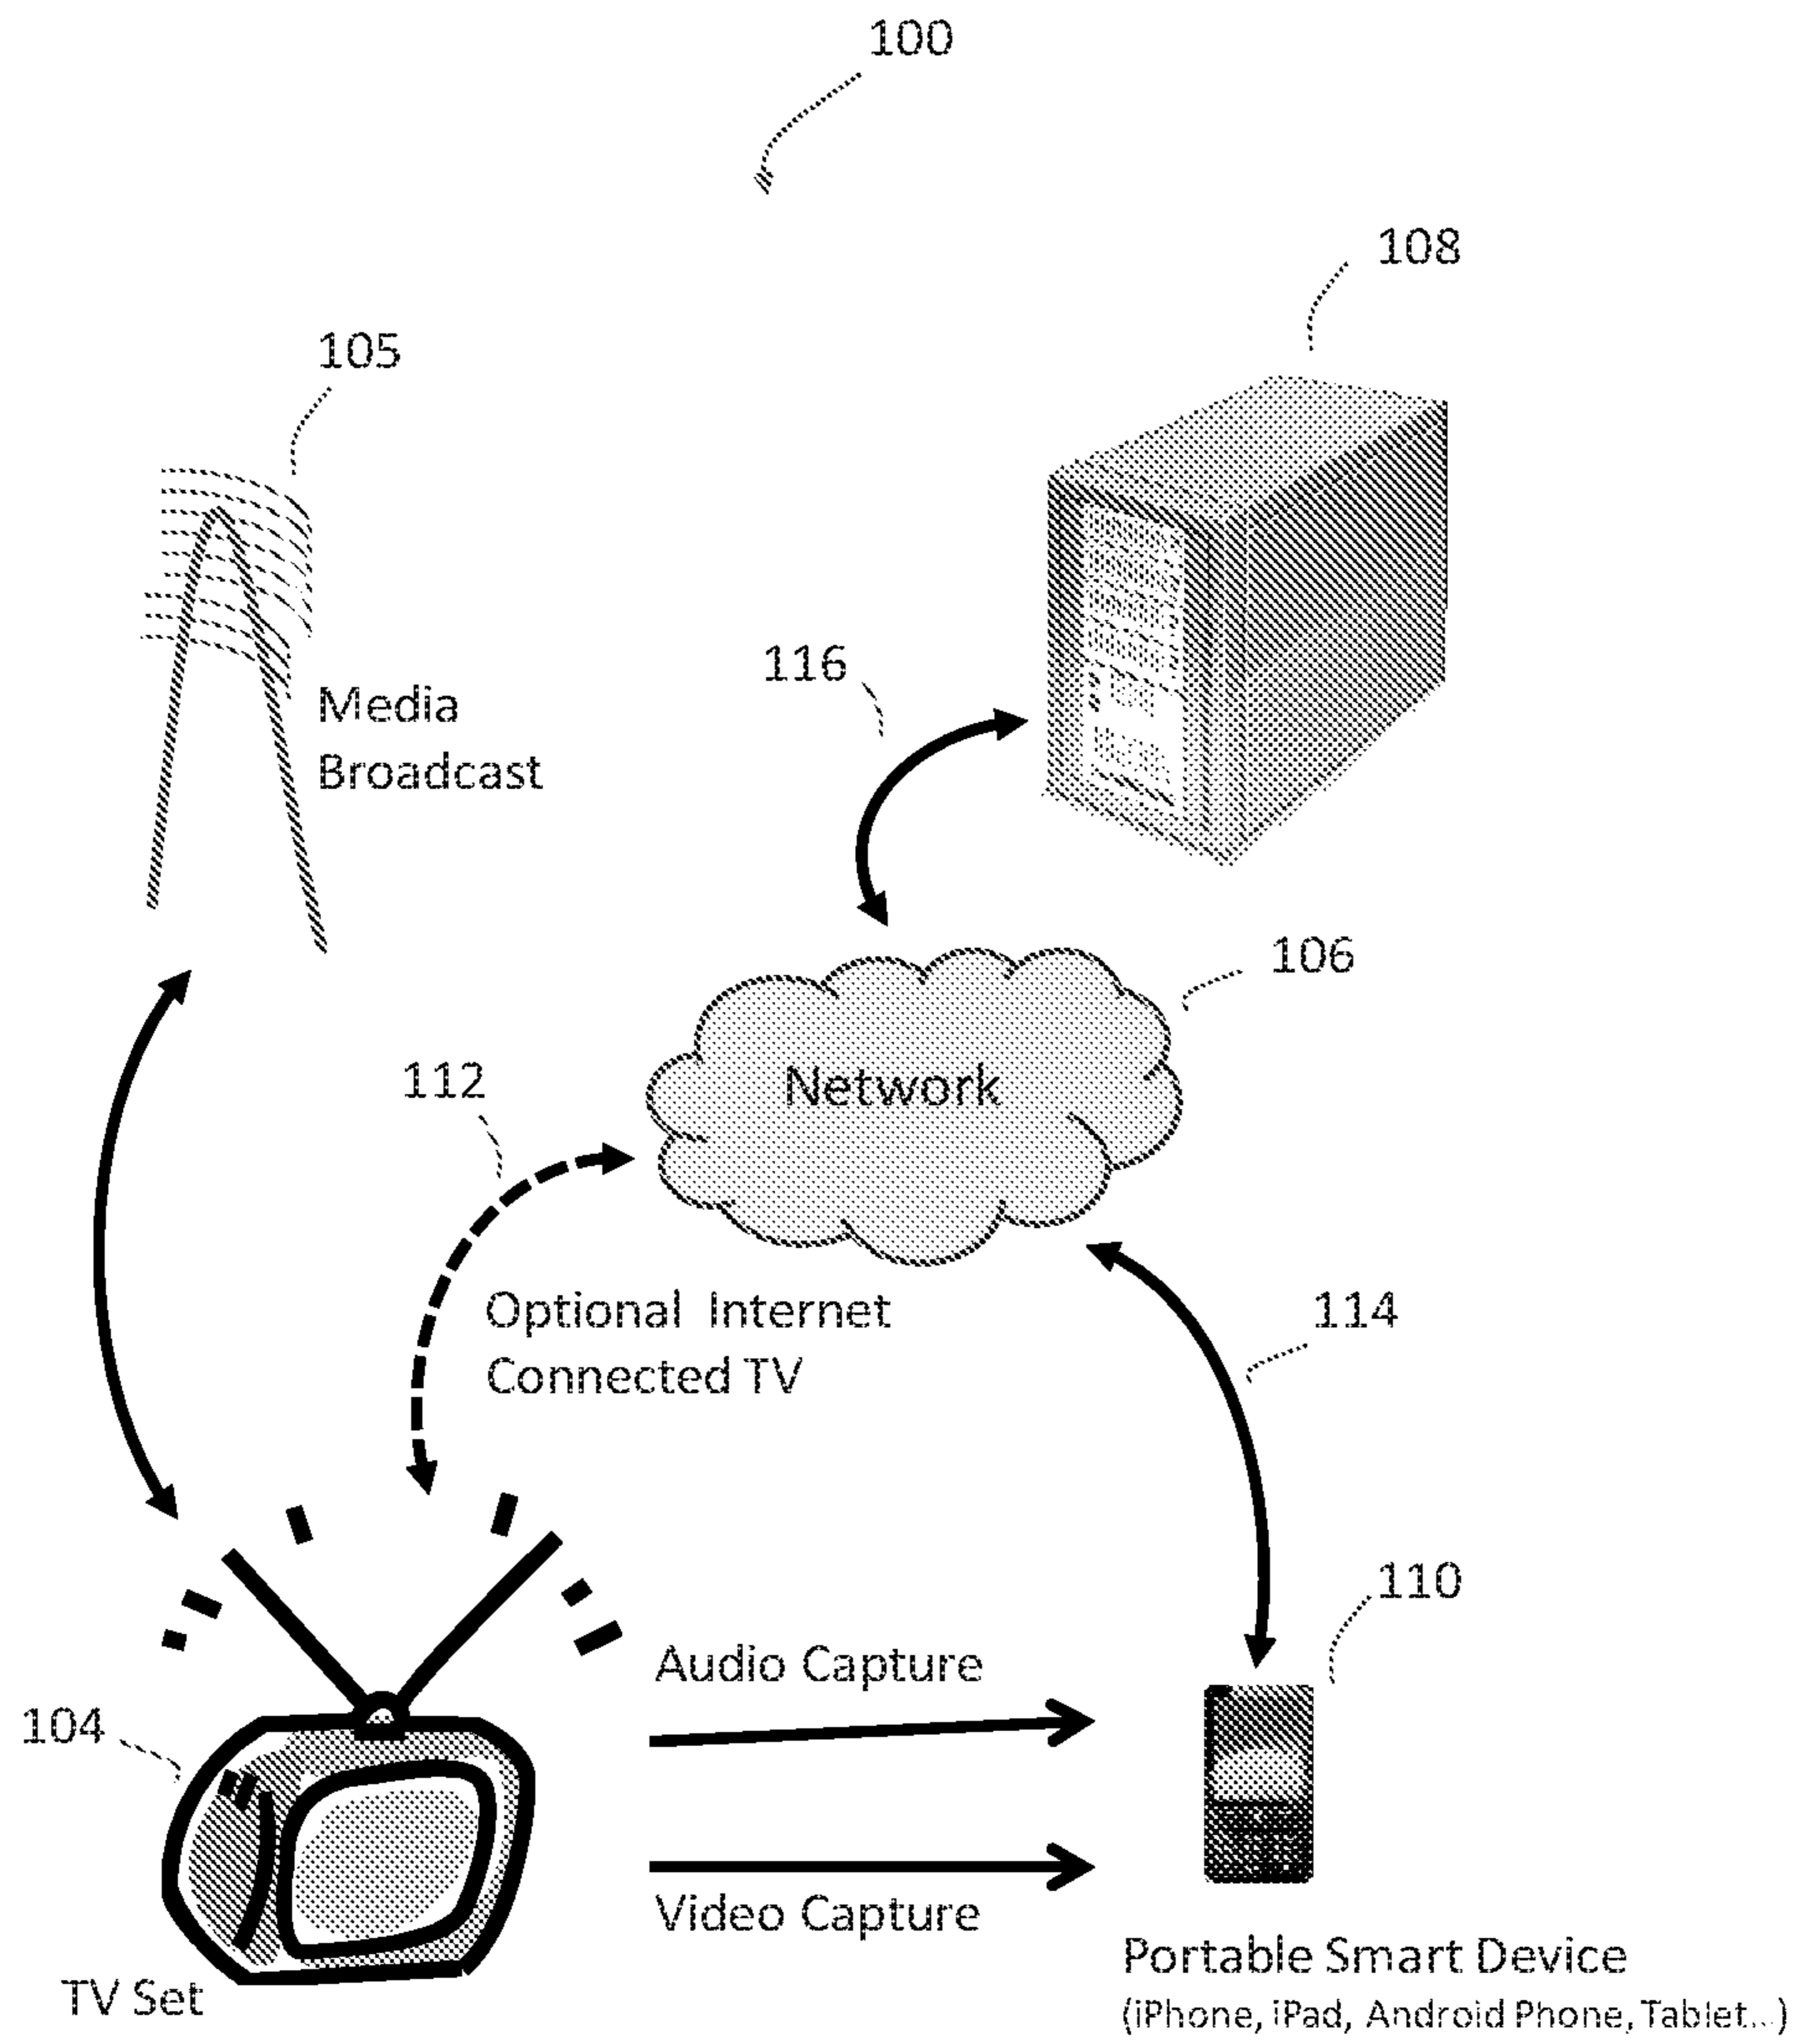 100
108
105
116
Media
Broadcast
106
112
Network
Optional Internet
Connected TV
114
110
Audio Capture
104
Video Capture
Portable Smart Device
TV Set
(iPhone, iPad, Android Phone, Tablet...)